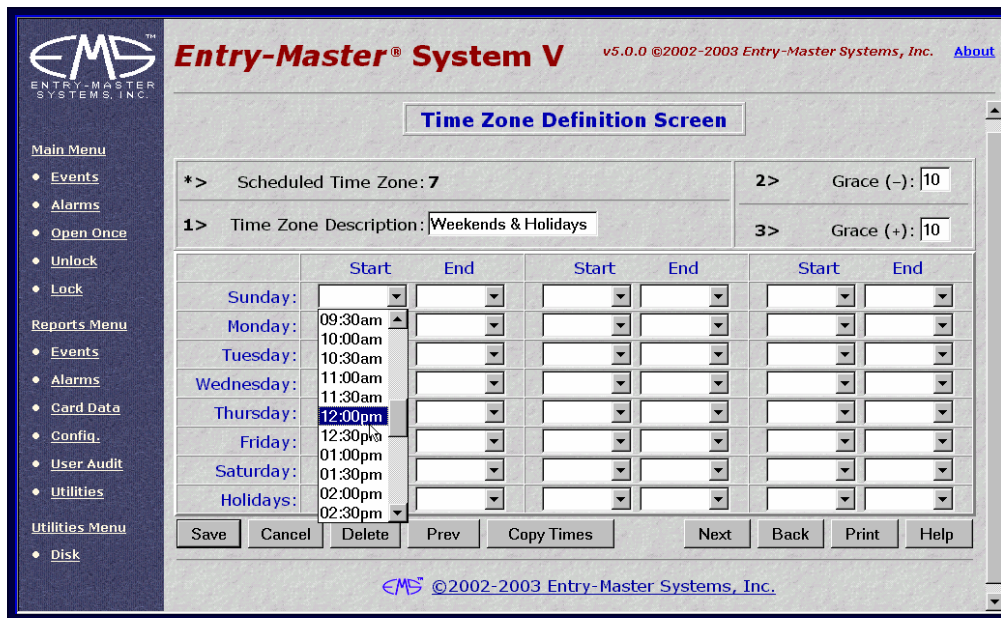 EMS™
ENTRY-MASTER
SYSTEMS, INC.
Entry-Master® System V
v5.0.0 ©2002-2003 Entry-Master Systems, Inc. About
Main Menu
• Events
• Alarms
• Open Once
• Unlock
• Lock
Reports Menu
• Events
• Alarms
• Card Data
• Config.
• User Audit
• Utilities
Utilities Menu
• Disk
Time Zone Definition Screen
*> Scheduled Time Zone: 7
2> Grace (–): 10
1> Time Zone Description: Weekends & Holidays
3> Grace (+): 10
Start End Start End Start End
Sunday:
Monday:
Tuesday:
Wednesday:
Thursday:
Friday:
Saturday:
Holidays:
09:30am
10:00am
10:30am
11:00am
11:30am
12:00pm
12:30pm
01:00pm
01:30pm
02:00pm
02:30pm
Save Cancel Delete Prev Copy Times Next Back Print Help
EMS™ ©2002-2003 Entry-Master Systems, Inc.